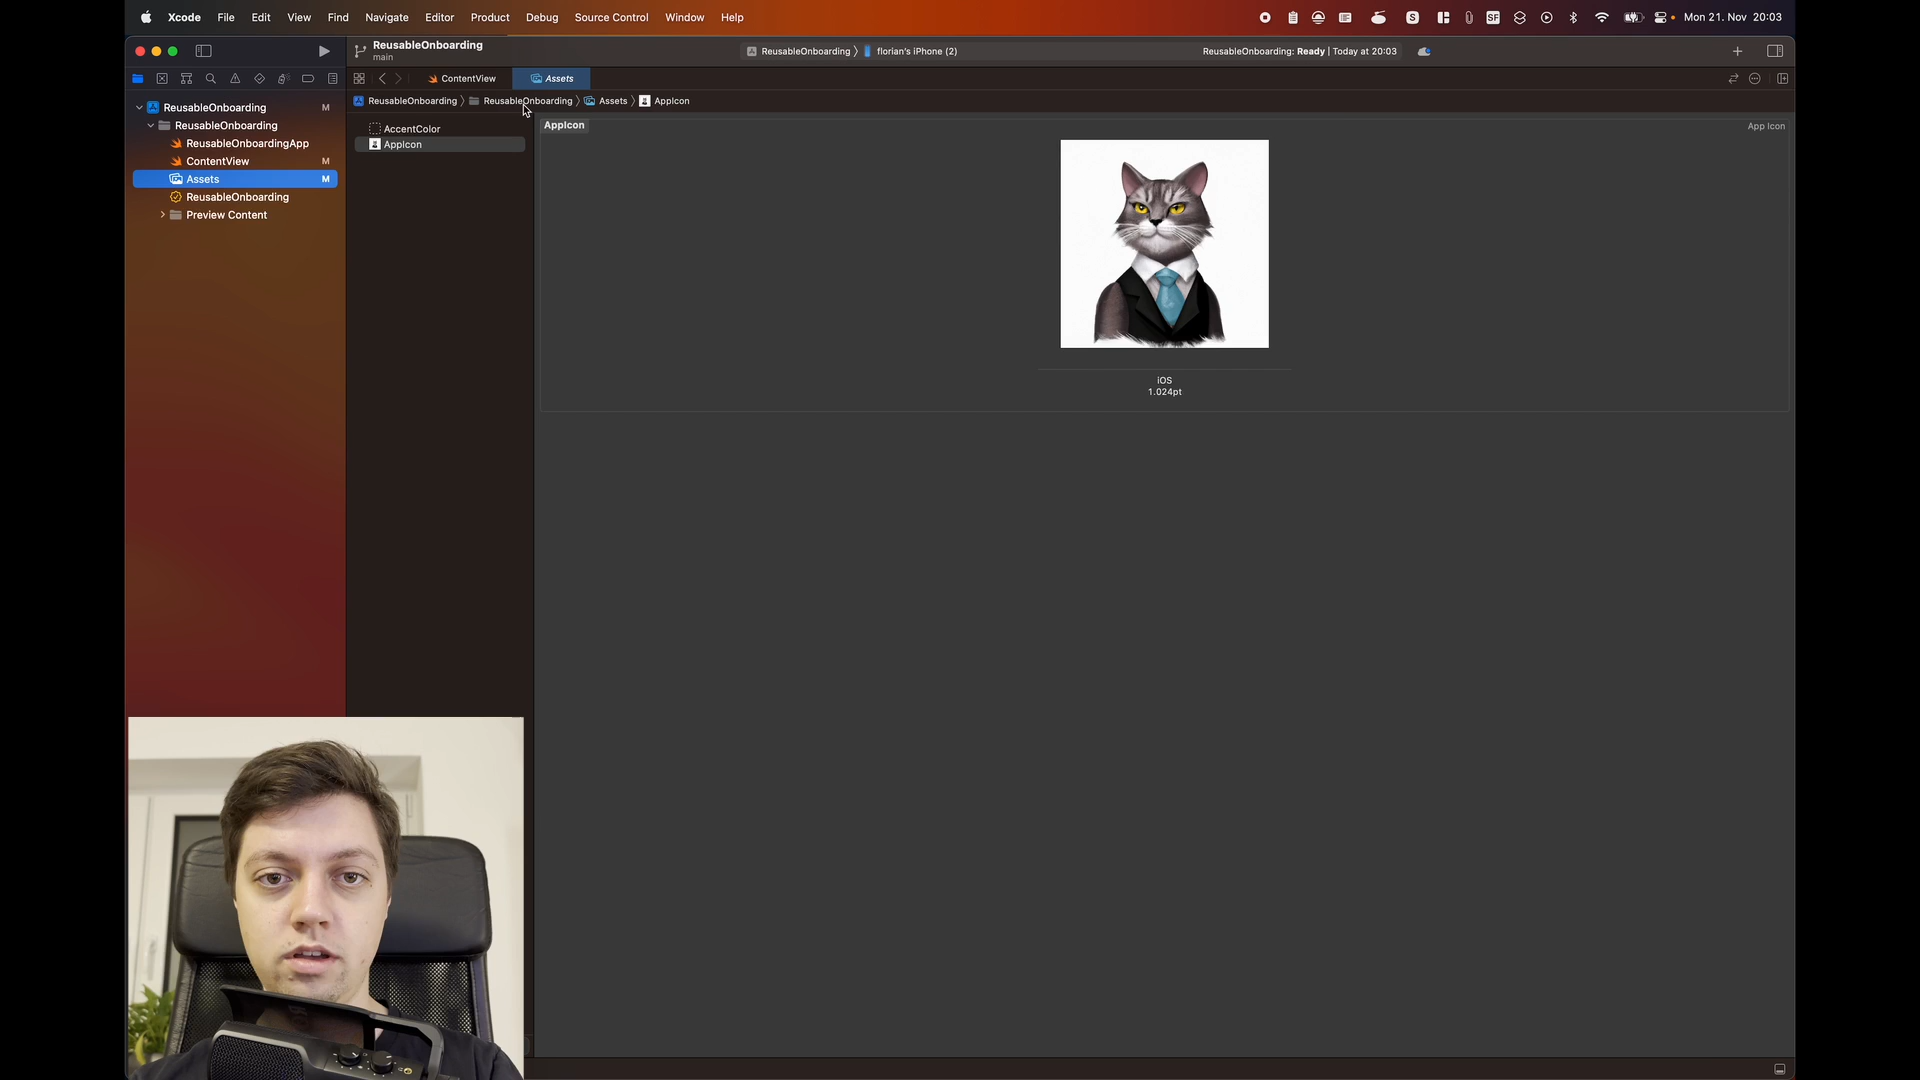 Xcode File Edit View Find Navigate Editor Product Debug Source Control Window Help
S SF Mon 21. Nov 20:03
ReusableOnboarding
main
ReusableOnboarding florian's iPhone (2)
ReusableOnboarding: Ready | Today at 20:03
ContentView Assets
ReusableOnboarding ReusableOnboarding Assets AppIcon
ReusableOnboarding M
ReusableOnboarding
ReusableOnboardingApp
ContentView M
Assets M
ReusableOnboarding
Preview Content
AccentColor
AppIcon
AppIcon
App Icon
iOS
1.024pt